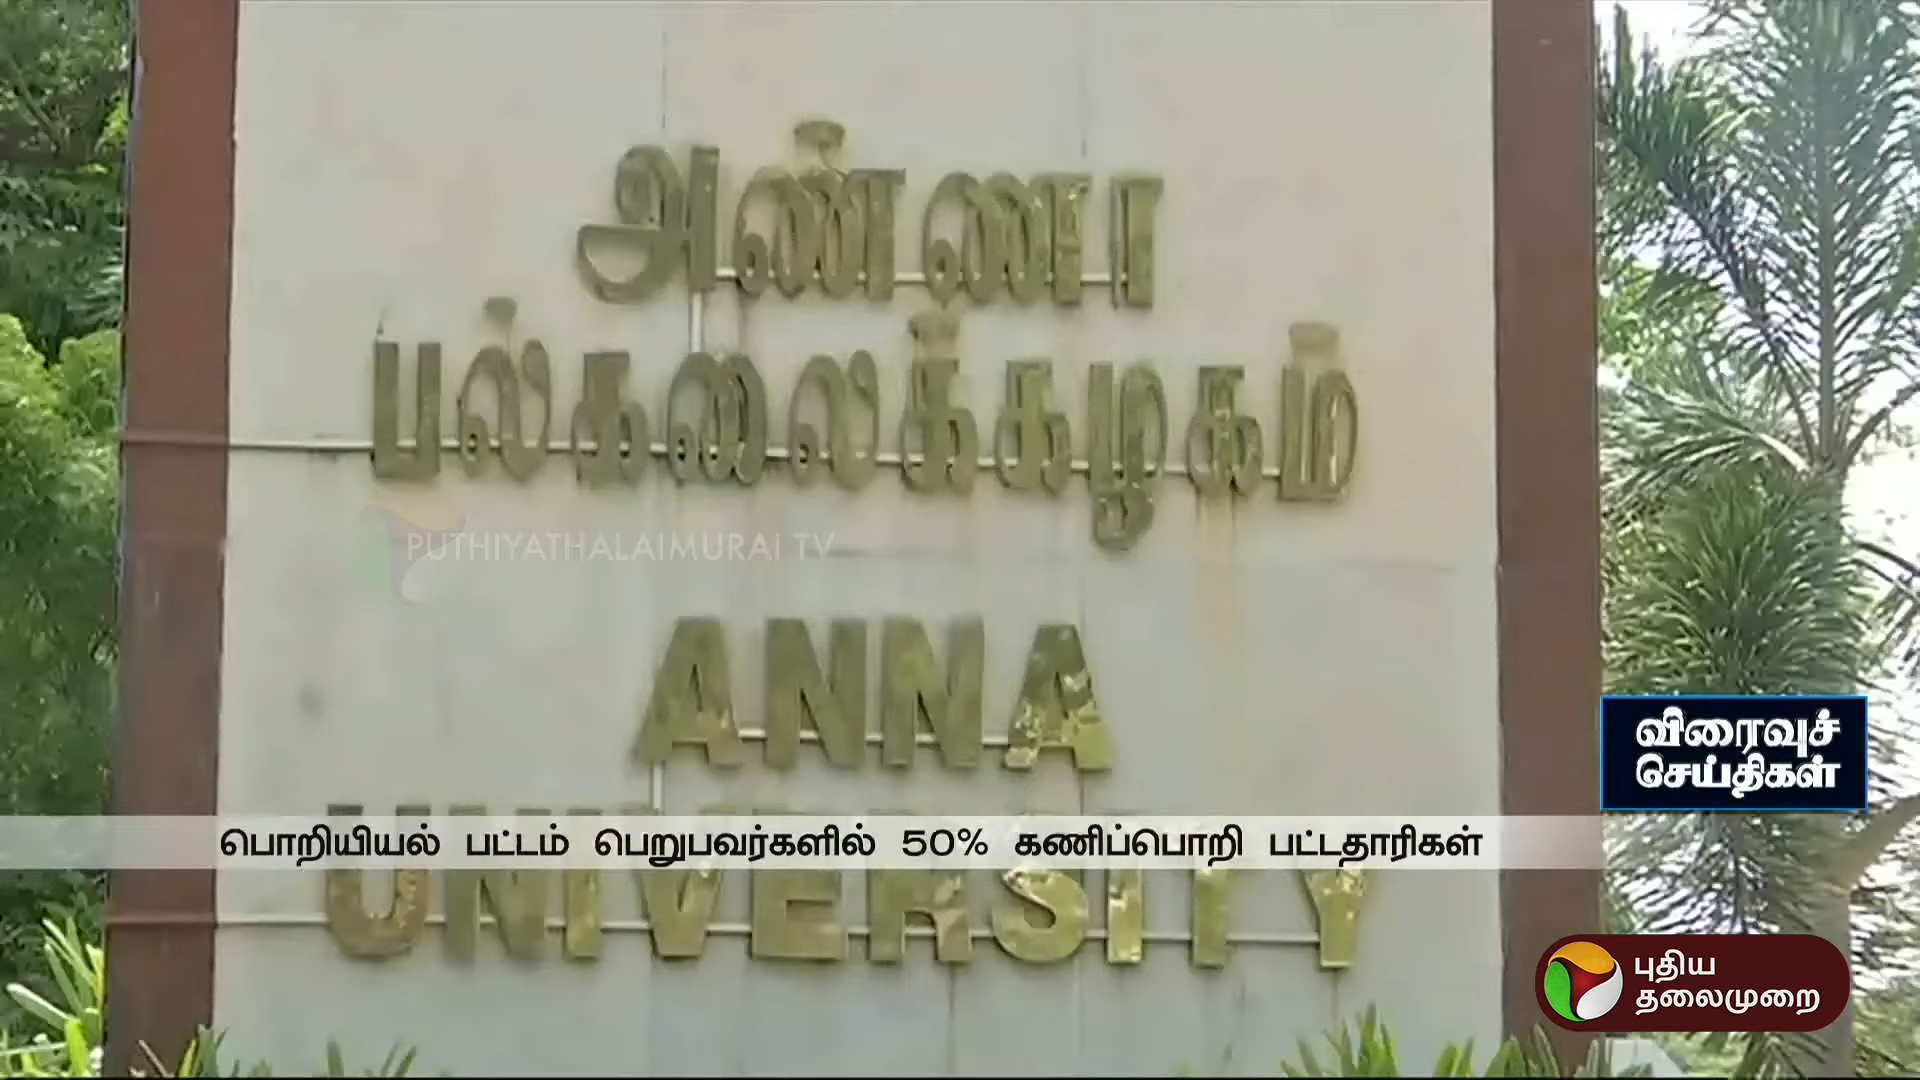 அண்ணா
பல்கலைக்கழகம்
PUTHIYATHALAIMURAI TV
ANNA
விரைவுச்
செய்திகள்
பொறியியல் பட்டம் பெறுபவர்களில் 50% கணிப்பொறி பட்டதாரிகள்
UNIVERSITY
புதிய
தலைமுறை